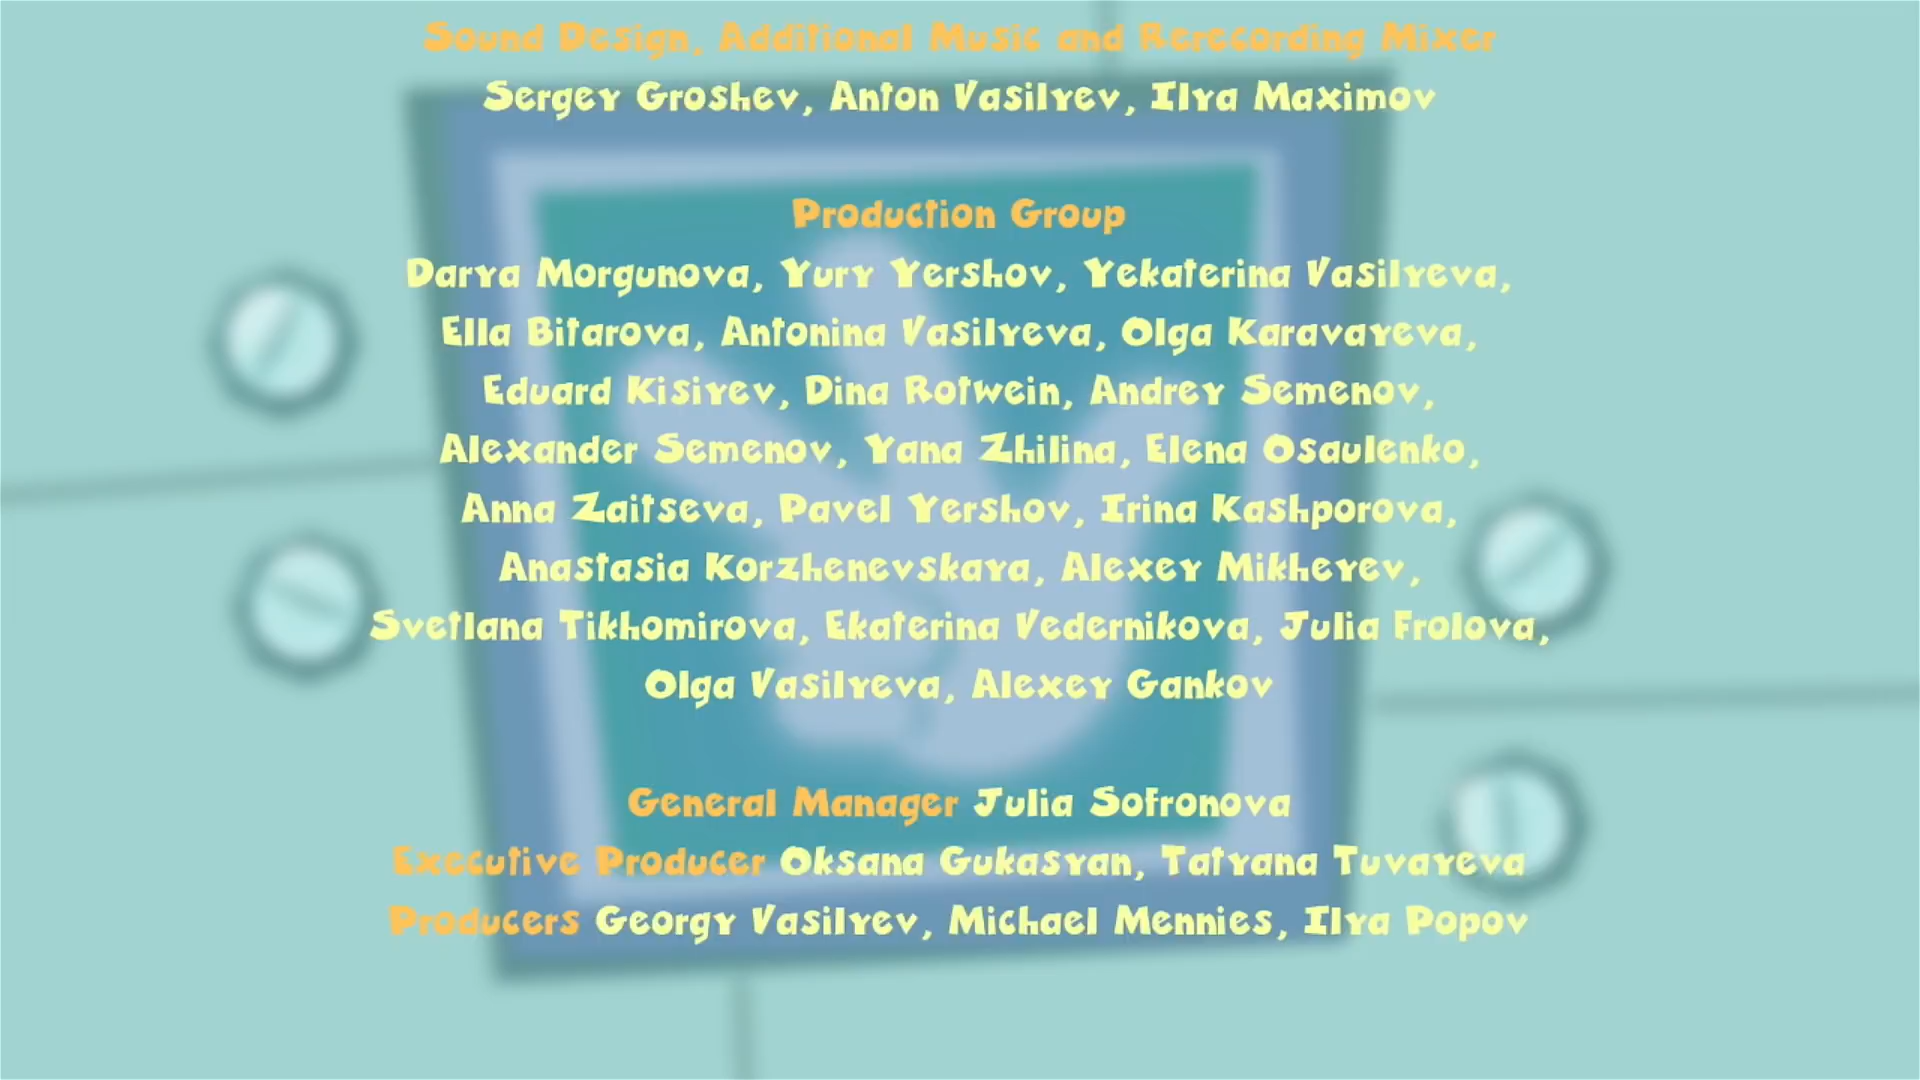 Sound Design, Additional Music and Rerecording Mixer
Sergey Groshev, Anton Vasilyev, Ilya Maximov
Production Group
Darya Morgunova, Yury Yershov, Yekaterina Vasilyeva,
Ella Bitarova, Antonina Vasilyeva, Olga Karavayeva,
Eduard Kisiyev, Dina Rotwein, Andrey Semenov,
Alexander Semenov, Yana Zhilina, Elena Osaulenko,
Anna Zaitseva, Pavel Yershov, Irina Kashporova,
Anastasia Korzhenevskaya, Alexey Mikheyev,
Svetlana Tikhomirova, Ekaterina Vedernikova, Julia Frolova,
Olga Vasilyeva, Alexey Gankov
General Manager Julia Sofronova
Executive Producer Oksana Gukasyan, Tatyana Tuvayeva
Producers Georgy Vasilyev, Michael Mennies, Ilya Popov